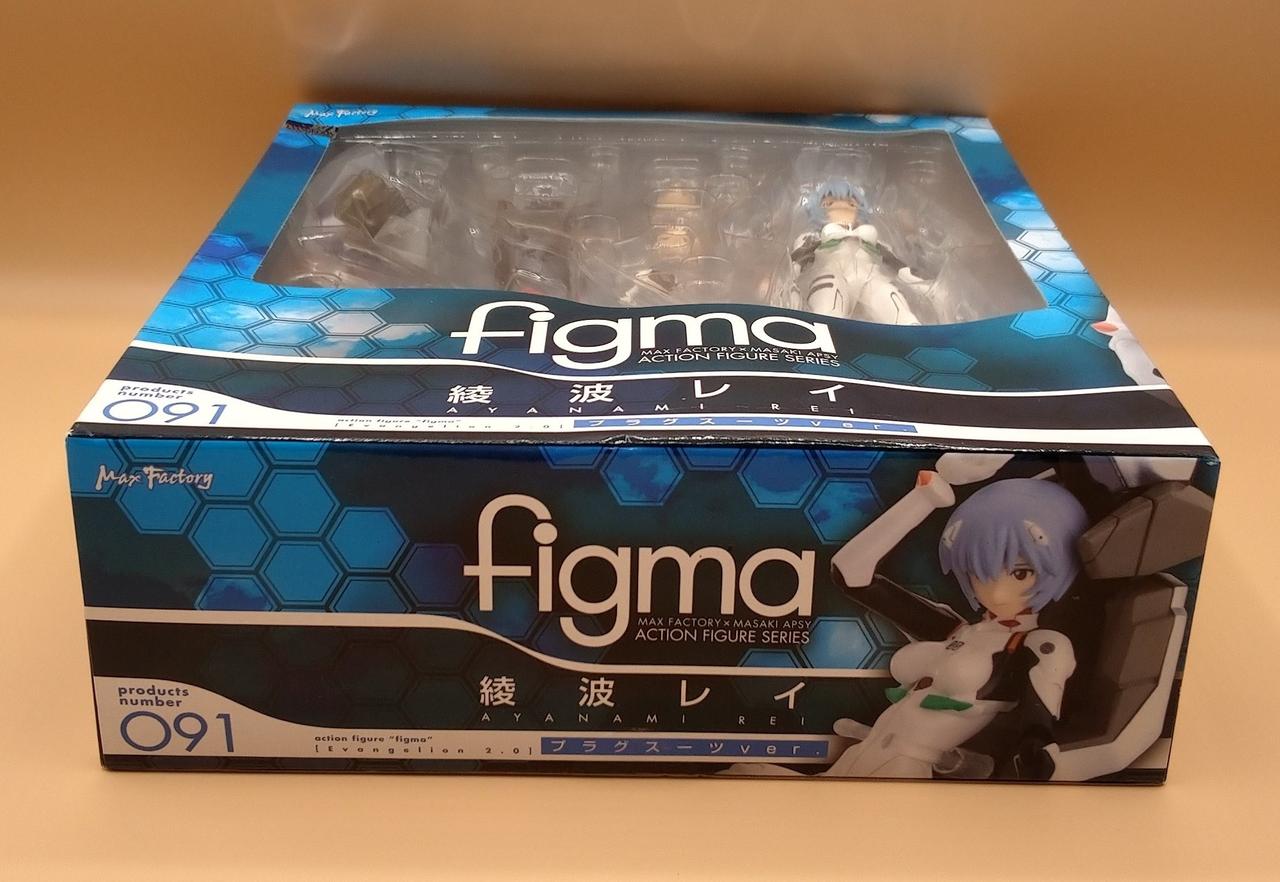 Max Factory
figma
MAX FACTORY × MASAKI APSY
ACTION FIGURE SERIES
綾波レイ
AYANAMI REI
products
number
091
action figure "figma"
[Evangelion 2.0] プラグスーツver.
Max Factory
figma
MAX FACTORY × MASAKI APSY
ACTION FIGURE SERIES
綾波レイ
AYANAMI REI
products
number
091
action figure "figma"
[Evangelion 2.0] プラグスーツver.